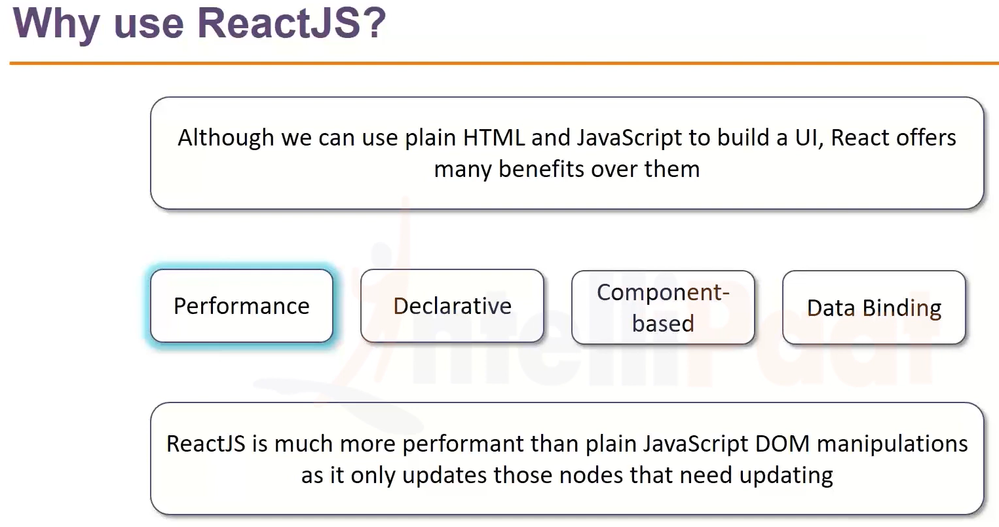 Why use ReactJS?
Although we can use plain HTML and JavaScript to build a UI, React offers
many benefits over them
Performance
Declarative
Component-
based
Data Binding
IntelliPaat
ReactJS is much more performant than plain JavaScript DOM manipulations
as it only updates those nodes that need updating